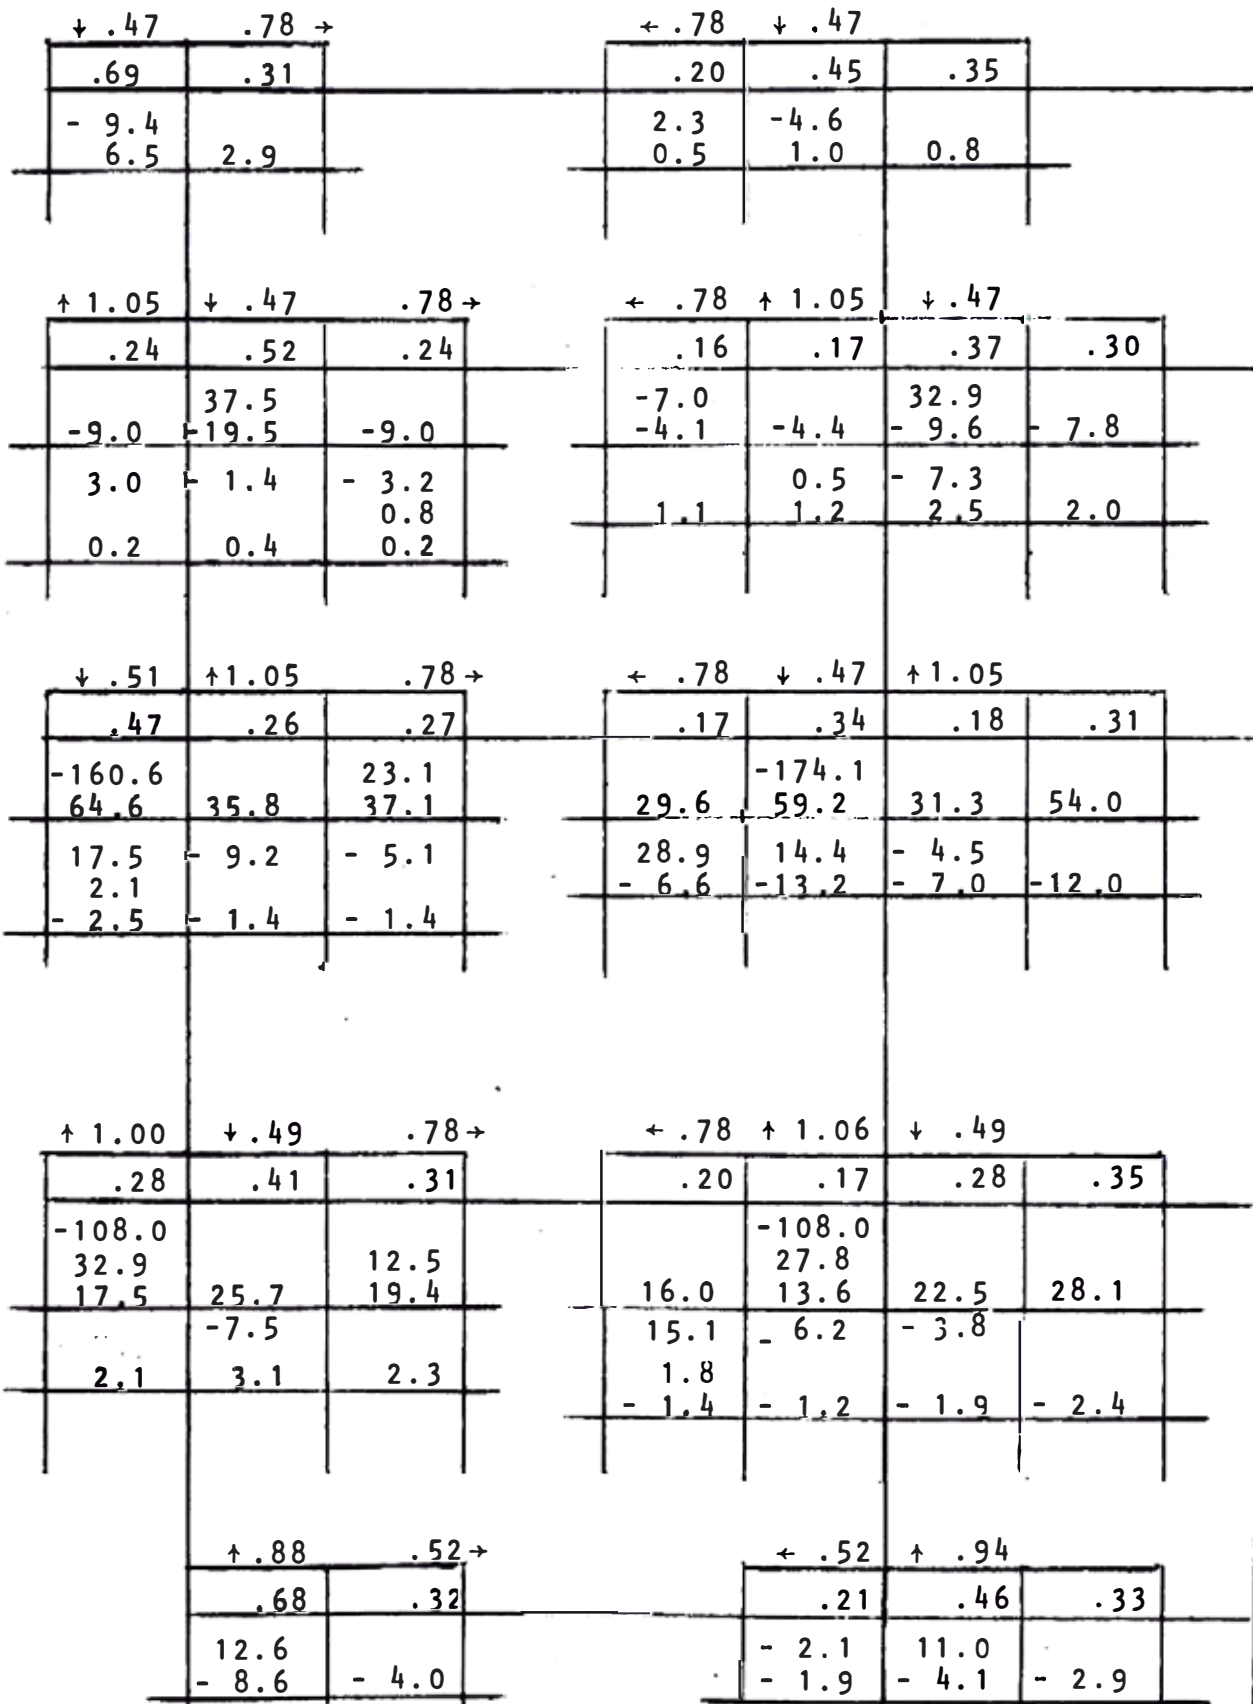 ↓ .47 .78 → ← .78 ↓ .47
.69 .31 .20 .45 .35
- 9.4 2.3 -4.6
6.5 2.9 0.5 1.0 0.8
↑ 1.05 ↓ .47 .78 → ← .78 ↑ 1.05 ↓ .47
.24 .52 .24 .16 .17 .37 .30
37.5 -7.0 32.9
-9.0 -19.5 -9.0 -4.1 -4.4 - 9.6 - 7.8
3.0 - 1.4 - 3.2 0.5 - 7.3
0.8 1.1 1.2 2.5 2.0
0.2 0.4 0.2
↓ .51 ↑1.05 .78 → ← .78 ↓ .47 ↑1.05
.47 .26 .27 .17 .34 .18 .31
-160.6 23.1 -174.1
64.6 35.8 37.1 29.6 59.2 31.3 54.0
17.5 - 9.2 - 5.1 28.9 14.4 - 4.5
2.1 - 6.6 -13.2 - 7.0 -12.0
- 2.5 - 1.4 - 1.4
↑ 1.00 ↓ .49 .78 → ← .78 ↑ 1.06 ↓ .49
.28 .41 .31 .20 .17 .28 .35
-108.0 -108.0
32.9 12.5 27.8
17.5 25.7 19.4 16.0 13.6 22.5 28.1
-7.5 15.1 - 6.2 - 3.8
2.1 3.1 2.3 1.8
- 1.4 - 1.2 - 1.9 - 2.4
↑ .88 .52 → ← .52 ↑ .94
.68 .32 .21 .46 .33
12.6 - 2.1 11.0
- 8.6 - 4.0 - 1.9 - 4.1 - 2.9